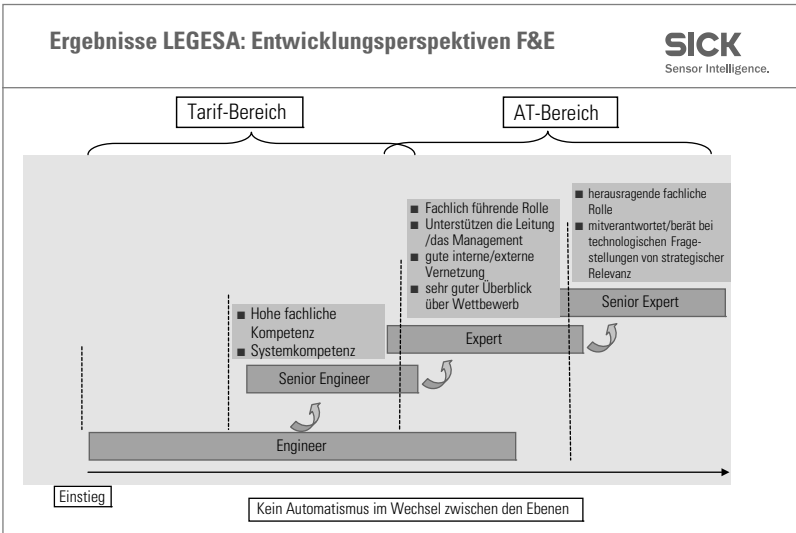 Ergebnisse LEGESA: Entwicklungsperspektiven F&E
SICK
Sensor Intelligence.
Tarif-Bereich
AT-Bereich
■ herausragende fachliche
Rolle
■ mitverantwortet/berät bei
technologischen Frage-
stellungen von strategischer
Relevanz
■ Fachlich führende Rolle
■ Unterstützen die Leitung
/das Management
■ gute interne/externe
Vernetzung
■ sehr guter Überblick
über Wettbewerb
Senior Expert
■ Hohe fachliche
Kompetenz
■ Systemkompetenz
Expert
Senior Engineer
Engineer
Einstieg
Kein Automatismus im Wechsel zwischen den Ebenen